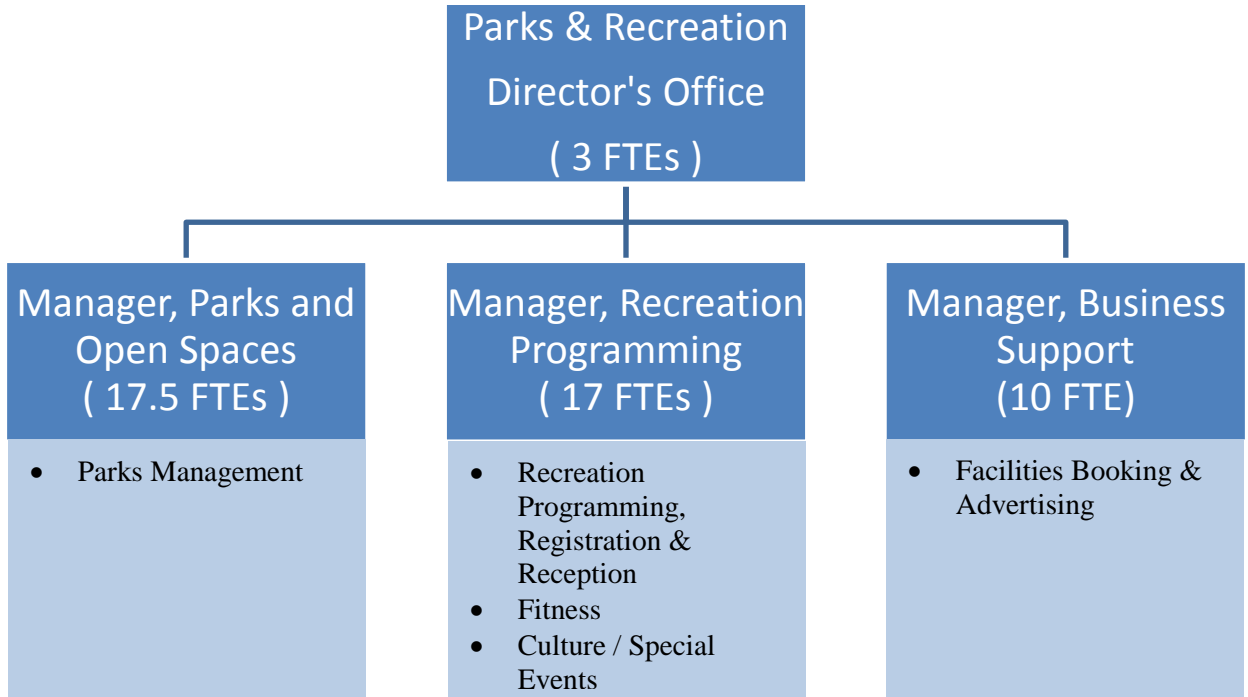 Parks & Recreation
Director's Office
( 3 FTEs )
Manager, Parks and
Open Spaces
( 17.5 FTEs )
• Parks Management
Manager, Recreation
Programming
( 17 FTEs )
• Recreation
Programming,
Registration &
Reception
• Fitness
• Culture / Special
Events
Manager, Business
Support
(10 FTE)
• Facilities Booking &
Advertising